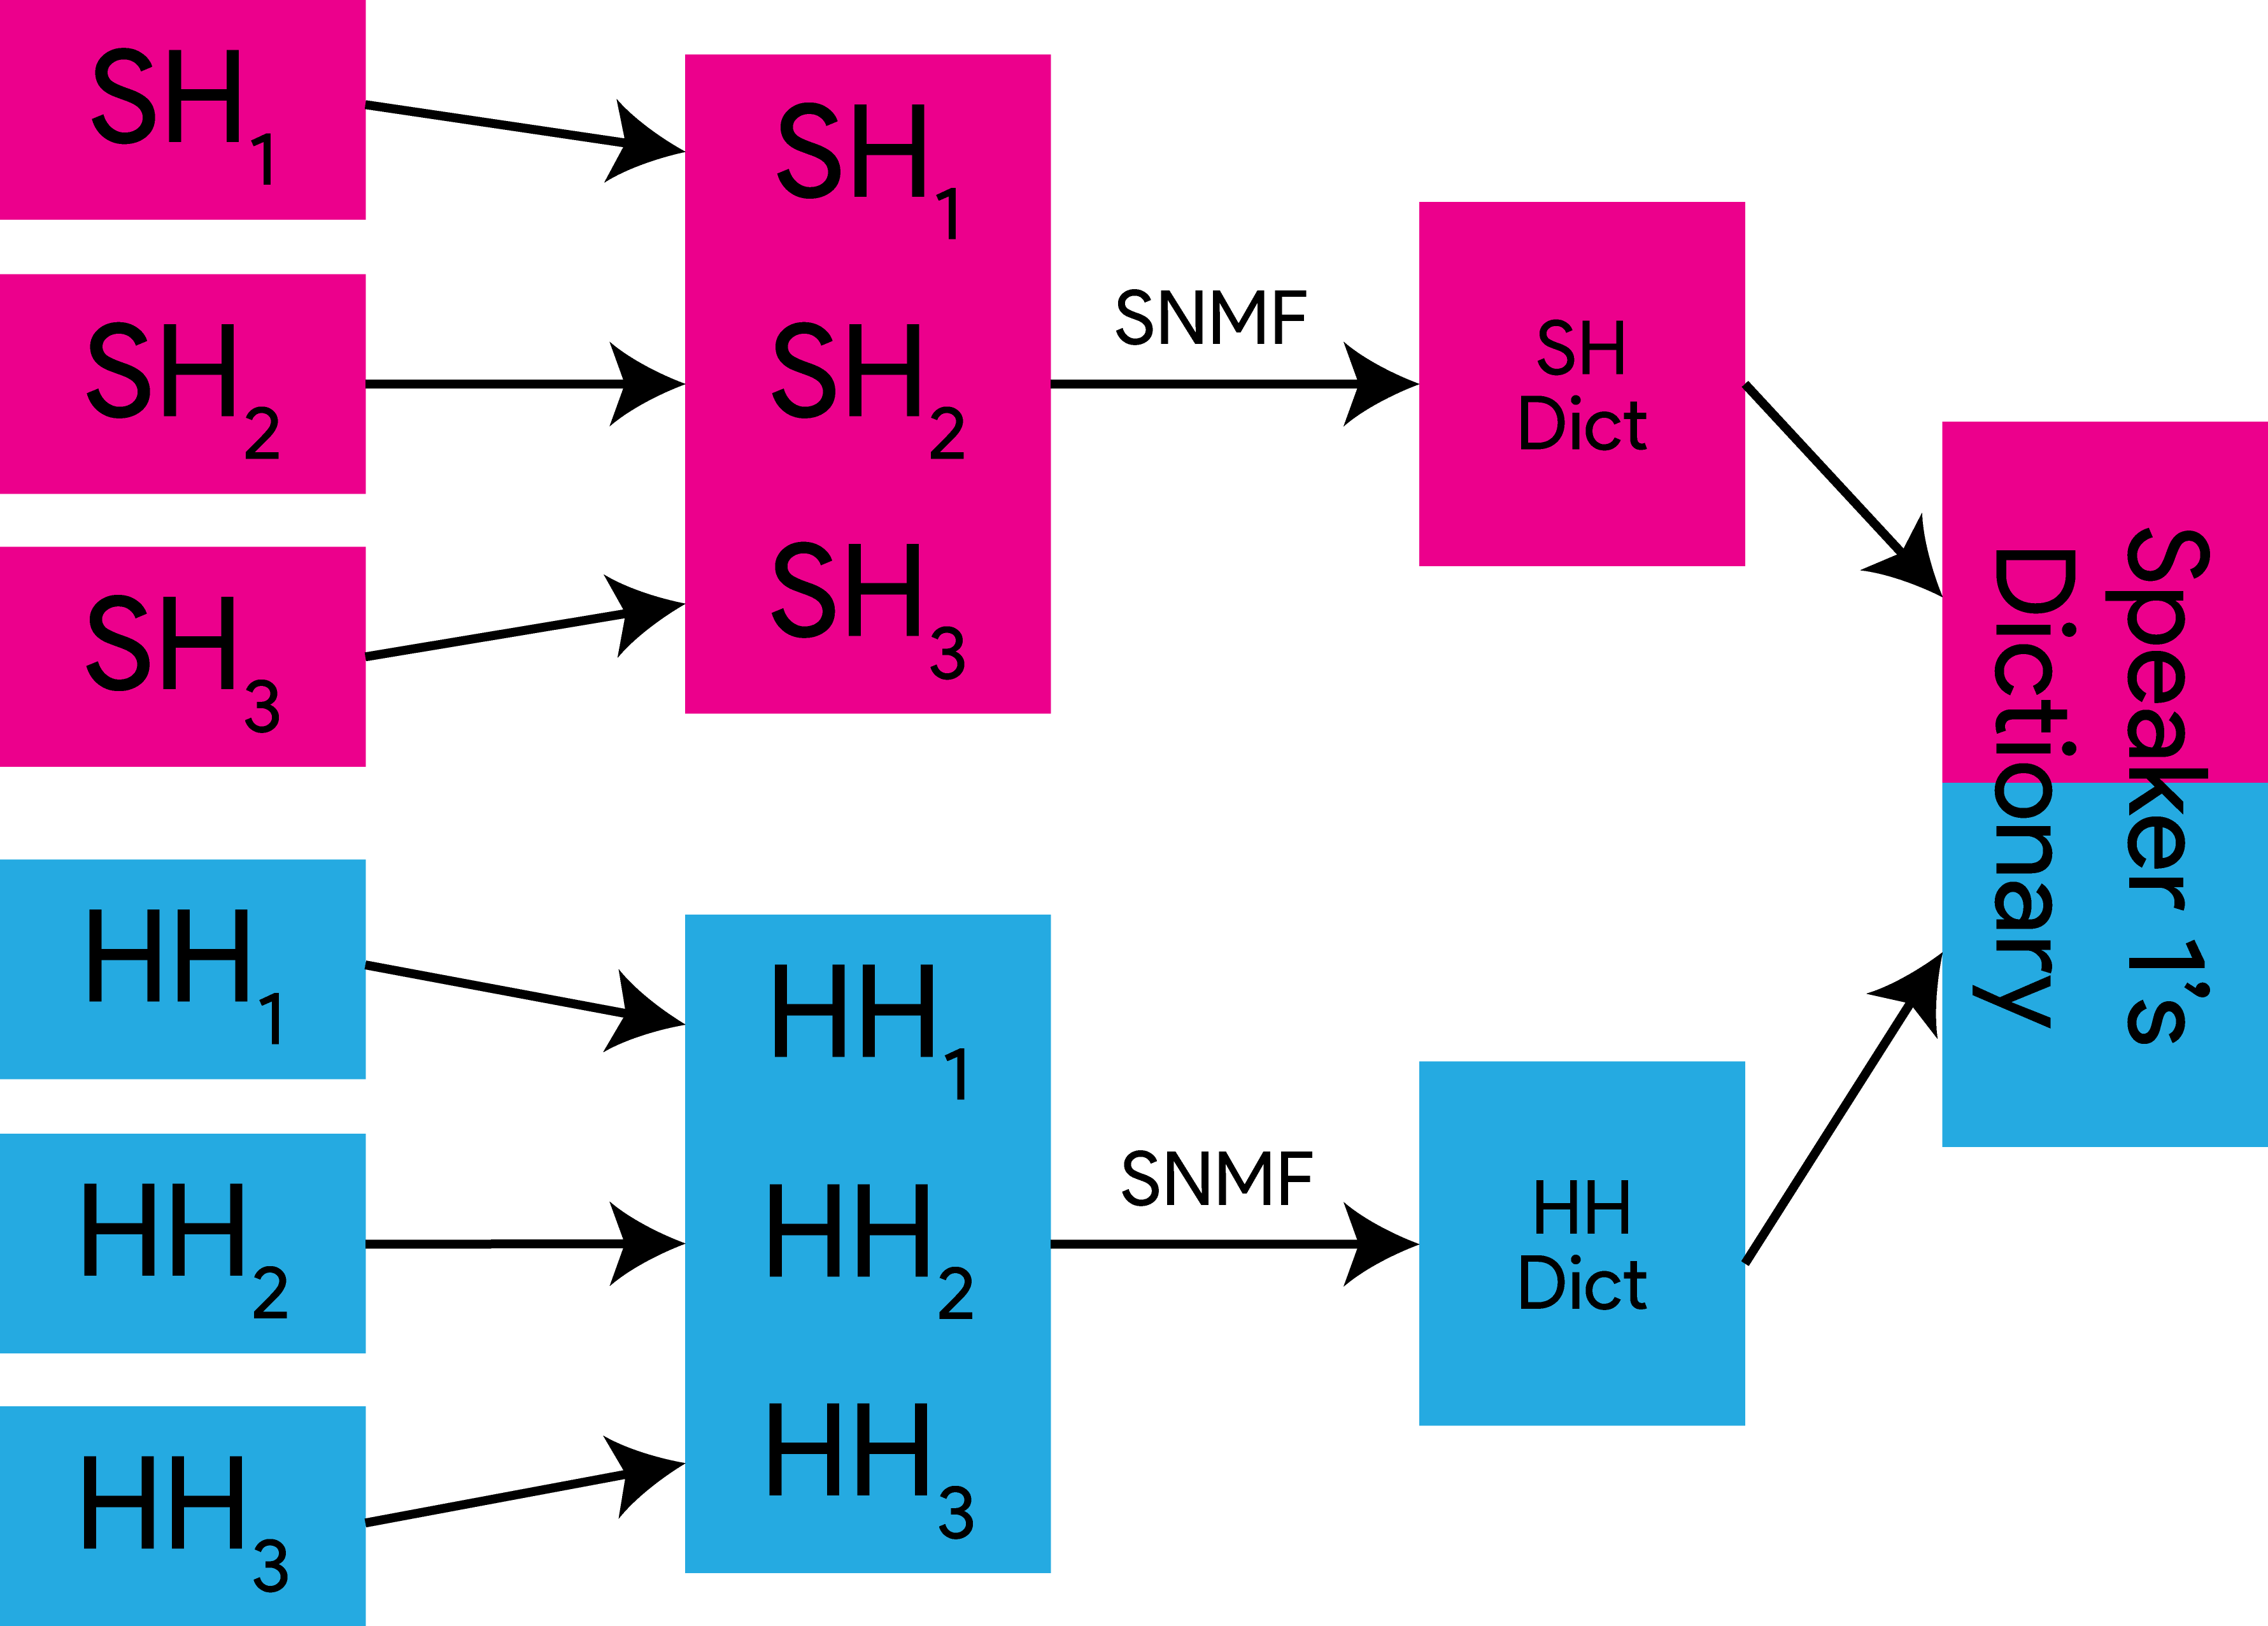 SH1
SH2
SH3
SH1
SH2
SH3
SNMF
SH
Dict
HH1
HH2
HH3
HH1
HH2
HH3
SNMF
HH
Dict
Speaker 1's
Dictionary